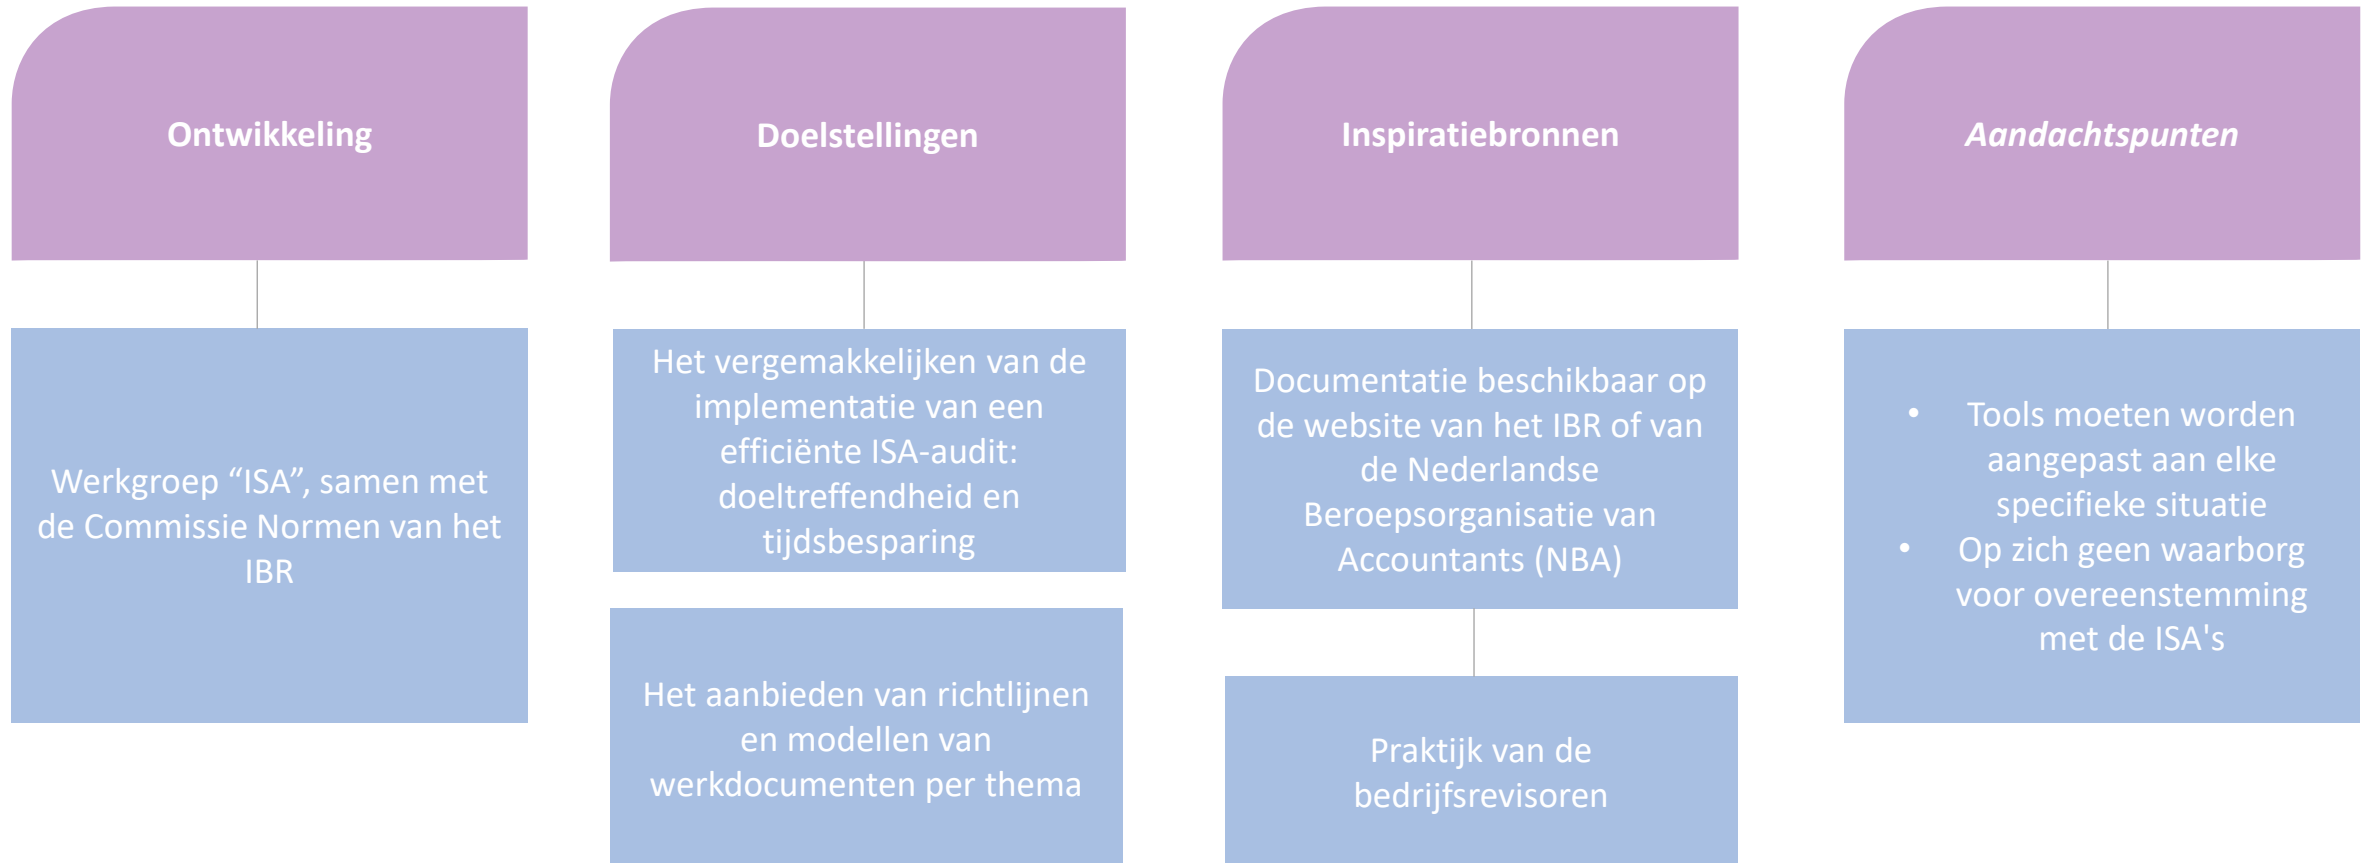 Ontwikkeling
Werkgroep “ISA”, samen met
de Commissie Normen van het
IBR
Doelstellingen
Het vergemakkelijken van de
implementatie van een
efficiënte ISA-audit:
doeltreffendheid en
tijdsbesparing
Het aanbieden van richtlijnen
en modellen van
werkdocumenten per thema
Inspiratiebronnen
Documentatie beschikbaar op
de website van het IBR of van
de Nederlandse
Beroepsorganisatie van
Accountants (NBA)
Praktijk van de
bedrijfsrevisoren
Aandachtspunten
• Tools moeten worden
aangepast aan elke
specifieke situatie
• Op zich geen waarborg
voor overeenstemming
met de ISA's